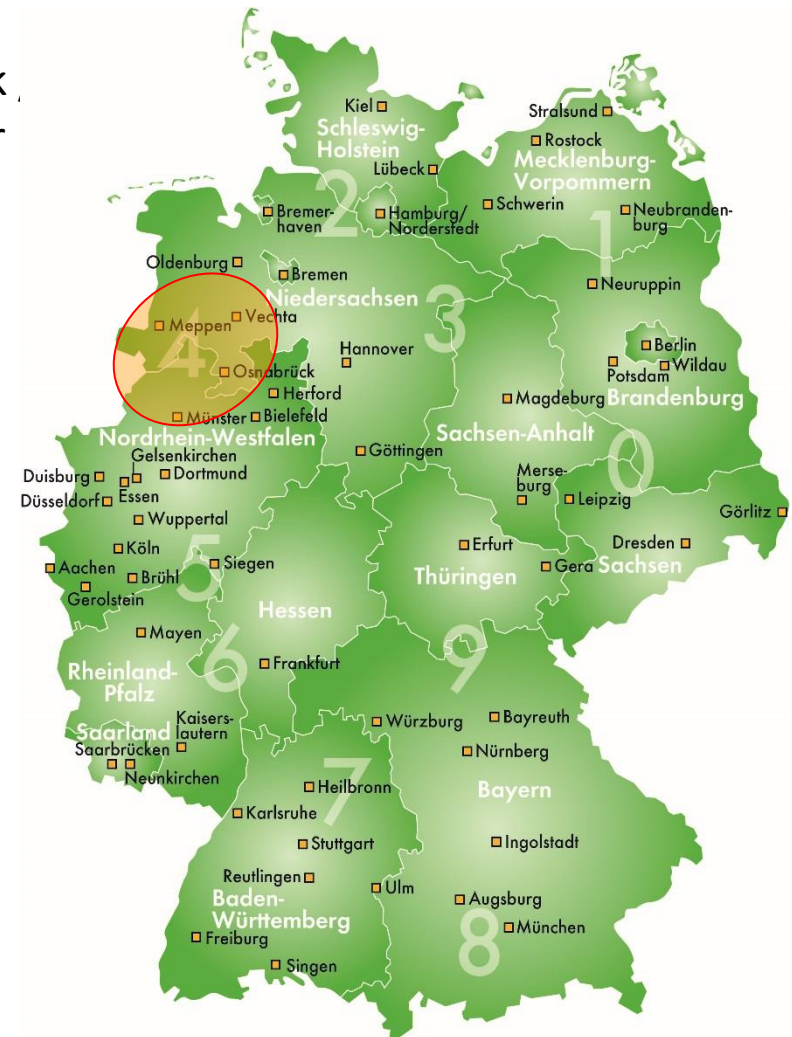 Kiel
Stralsund
Schleswig-
Holstein
Rostock
Mecklenburg-
Vorpommern
Lübeck
2
Bremer-
haven
Hamburg/
Norderstedt
Schwerin
1
Neubranden-
burg
Oldenburg
Bremen
Neuruppin
Niedersachsen
3
Meppen
Vechta
4
Hannover
Berlin
Potsdam
Wildau
Osnabrück
Herford
Magdeburg
Brandenburg
Münster
Bielefeld
Nordrhein-Westfalen
Sachsen-Anhalt
0
Göttingen
Gelsenkirchen
Duisburg
Dortmund
Essen
Düsseldorf
Merse-
burg
Leipzig
Görlitz
Wuppertal
Köln
Erfurt
Dresden
Aachen
Brühl
5
Siegen
Thüringen
Gera
Sachsen
Gerolstein
Hessen
Mayen
6
9
Frankfurt
Rheinland-
Pfalz
Kaisers-
lautern
Würzburg
Bayreuth
Saarland
Saarbrücken
Neunkirchen
Nürnberg
7
Heilbronn
Bayern
Karlsruhe
Stuttgart
Ingolstadt
Reutlingen
Ulm
Baden-
Württemberg
Augsburg
8
München
Freiburg
Singen